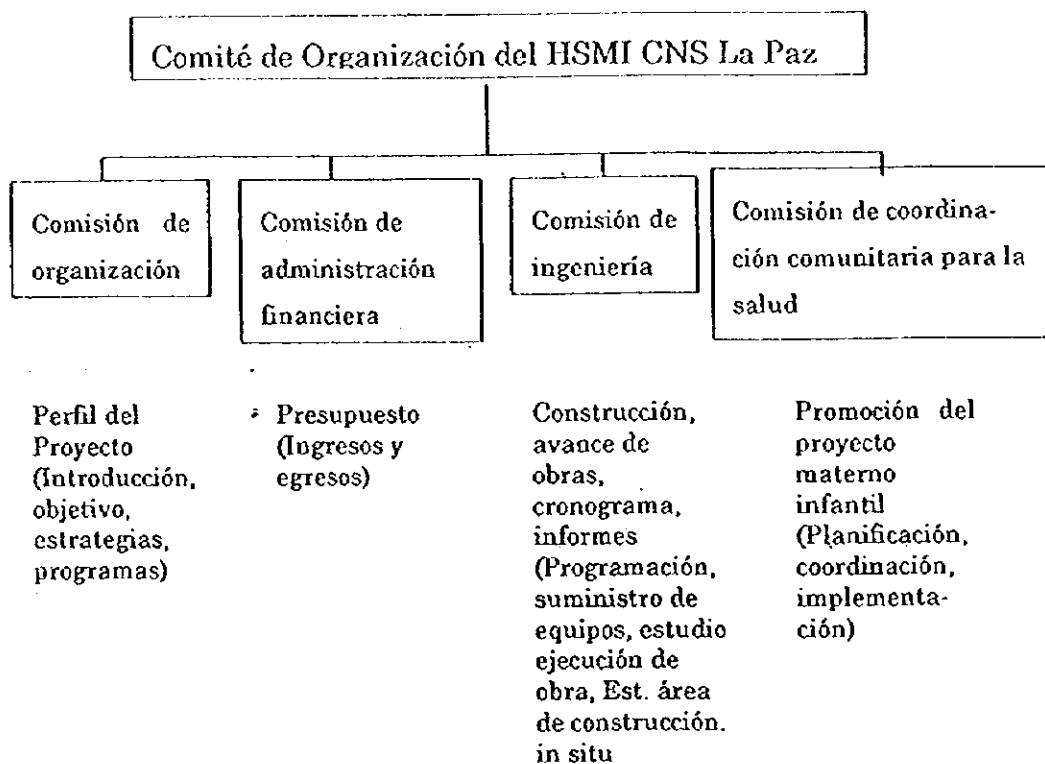 Comité de Organización del HSMI CNS La Paz
Comisión de
organización
Comisión de
administración
financiera
Comisión de
ingeniería
Comisión de coordina-
ción comunitaria para la
salud
Perfil del
Proyecto
(Introducción,
objetivo,
estrategias,
programas)
Presupuesto
(Ingresos y
egresos)
Construcción,
avance de
obras,
cronograma,
informes
(Programación,
suministro de
equipos, estudio
ejecución de
obra, Est. área
de construcción.
in situ
Promoción del
proyecto
materno
infantil
(Planificación,
coordinación,
implementa-
ción)